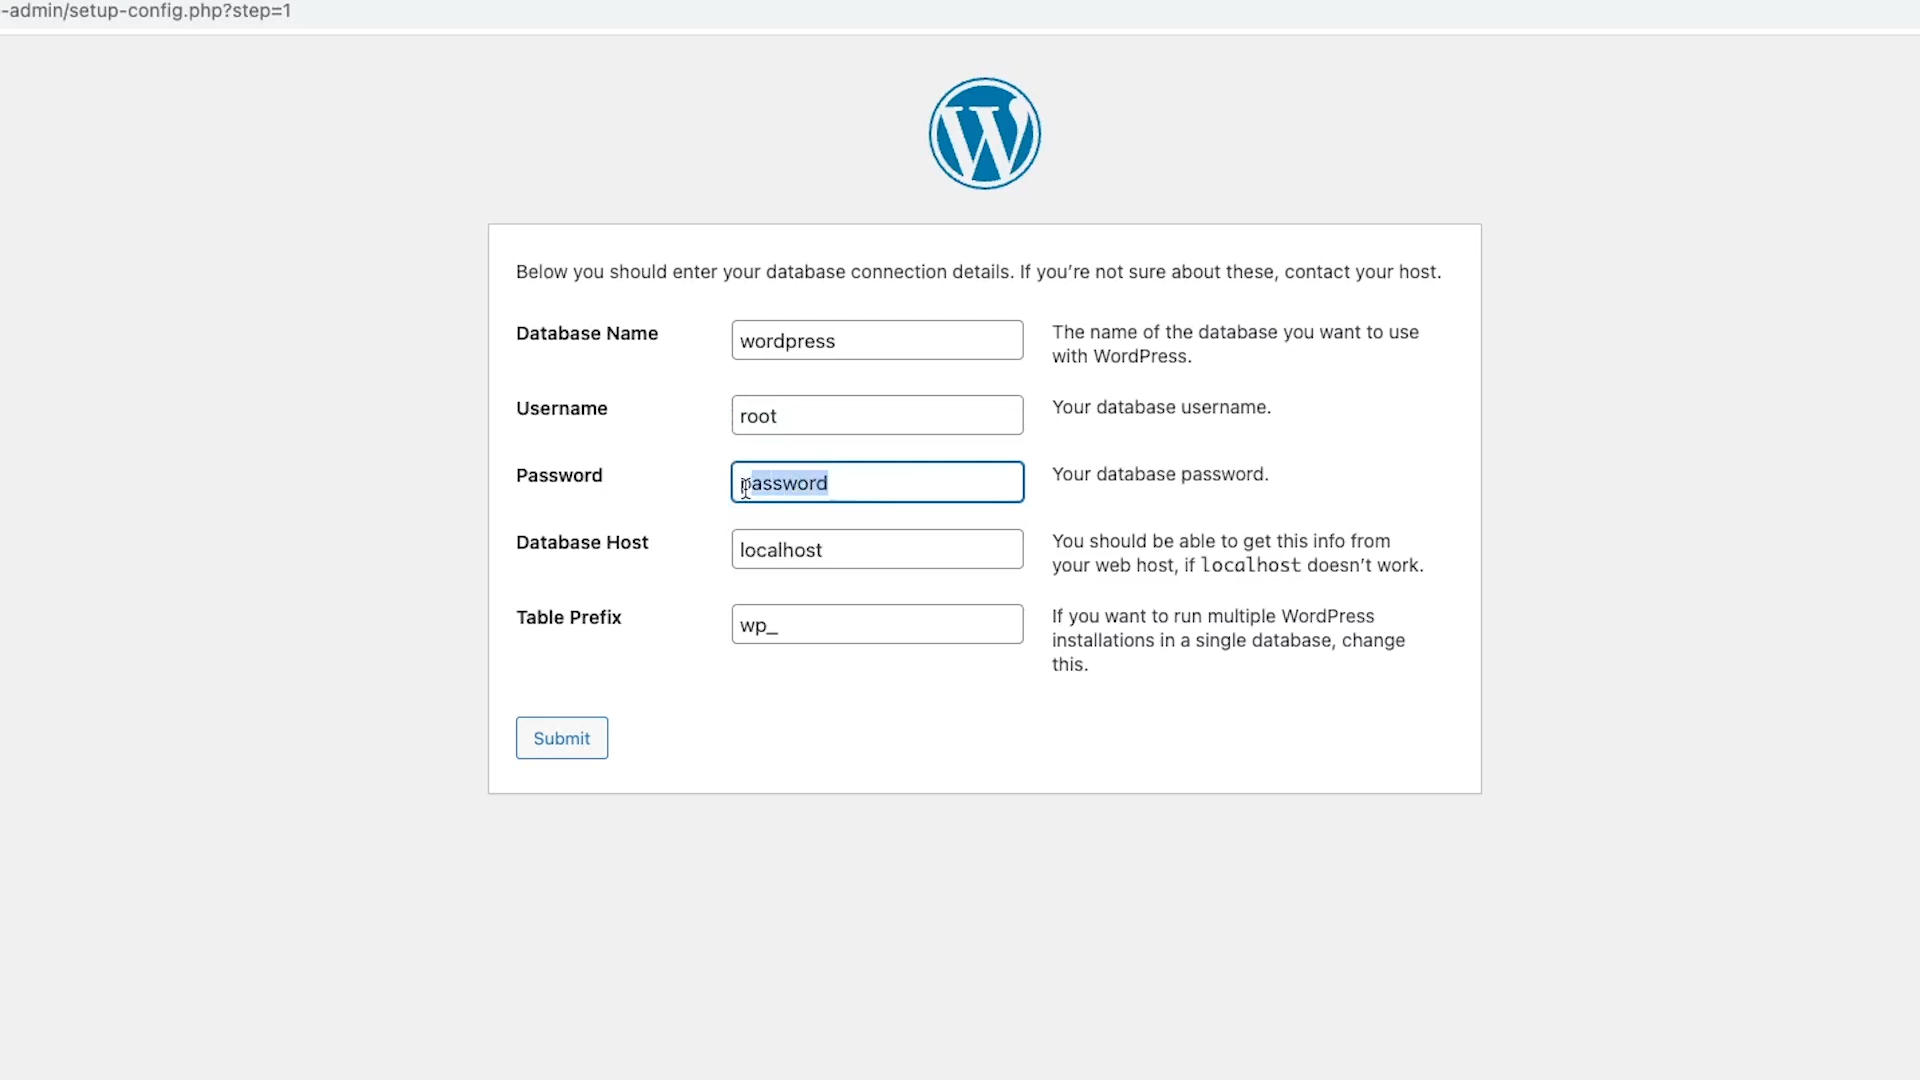 -admin/setup-config.php?step=1
Below you should enter your database connection details. If you’re not sure about these, contact your host.
Database Name
wordpress
The name of the database you want to use
with WordPress.
Username
root
Your database username.
Password
password
Your database password.
Database Host
localhost
You should be able to get this info from
your web host, if localhost doesn’t work.
Table Prefix
wp_
If you want to run multiple WordPress
installations in a single database, change
this.
Submit